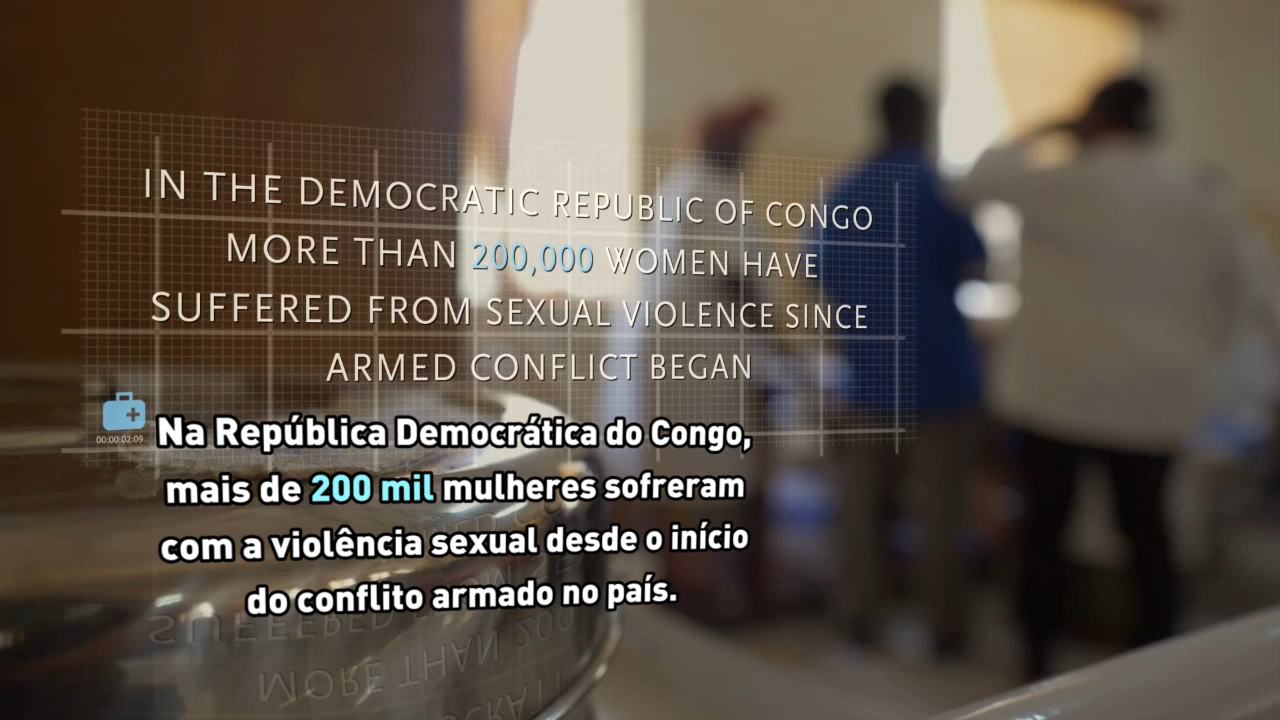 IN THE DEMOCRATIC REPUBLIC OF CONGO
MORE THAN 200,000 WOMEN HAVE
SUFFERED FROM SEXUAL VIOLENCE SINCE
ARMED CONFLICT BEGAN
00:00:02:09
Na República Democrática do Congo,
mais de 200 mil mulheres sofreram
com a violência sexual desde o início
do conflito armado no país.